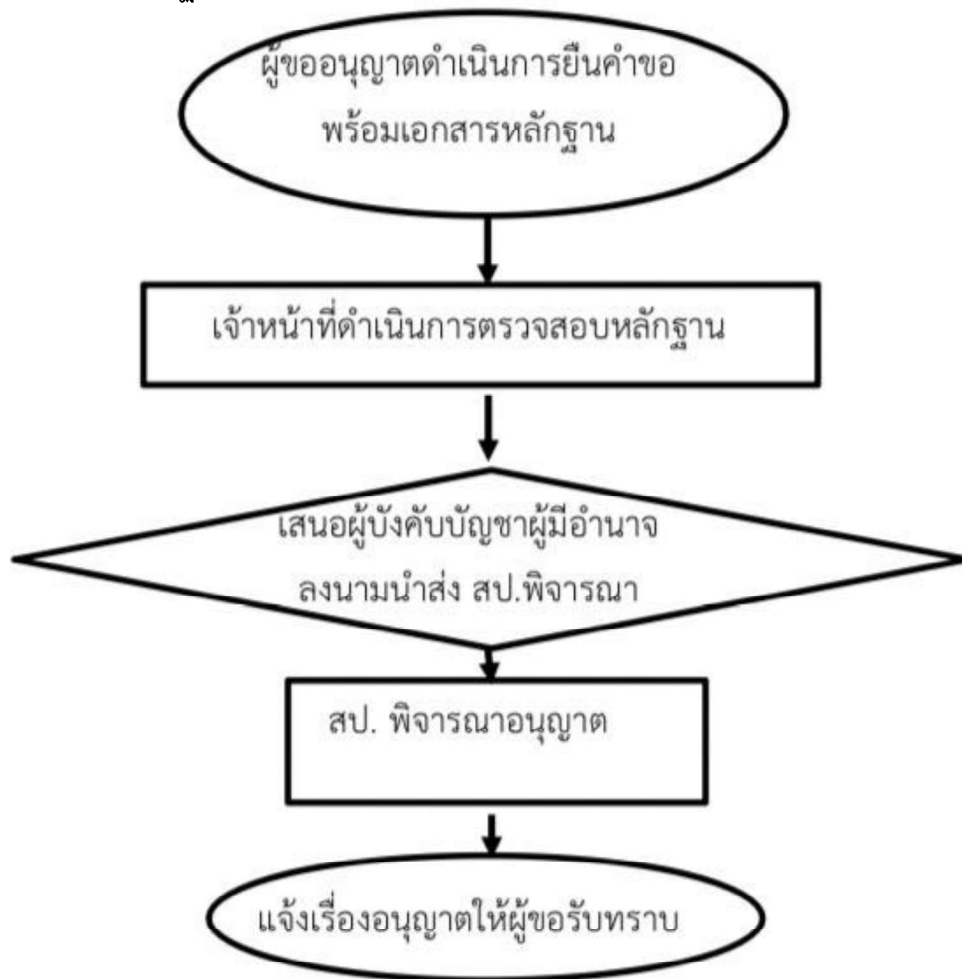 ผู้ขออนุญาตดำเนินการยืนคำขอ
พร้อมเอกสารหลักฐาน
เจ้าหน้าที่ดำเนินการตรวจสอบหลักฐาน
เสนอผู้บังคับบัญชาผู้มีอำนาจ
ลงนามนำส่ง สป.พิจารณา
สป. พิจารณาอนุญาต
แจ้งเรื่องอนุญาตให้ผู้ขอรับทราบ